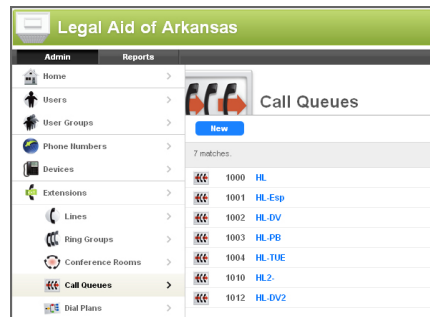 Legal Aid of Arkansas
Admin Reports
Home
Users
User Groups
Phone Numbers
Devices
Extensions
Lines
Ring Groups
Conference Rooms
Call Queues
Dial Plans
Call Queues
New
7 matches.
1000 HL
1001 HL-Esp
1002 HL-DV
1003 HL-PB
1004 HL-TUE
1010 HL2-
1012 HL-DV2